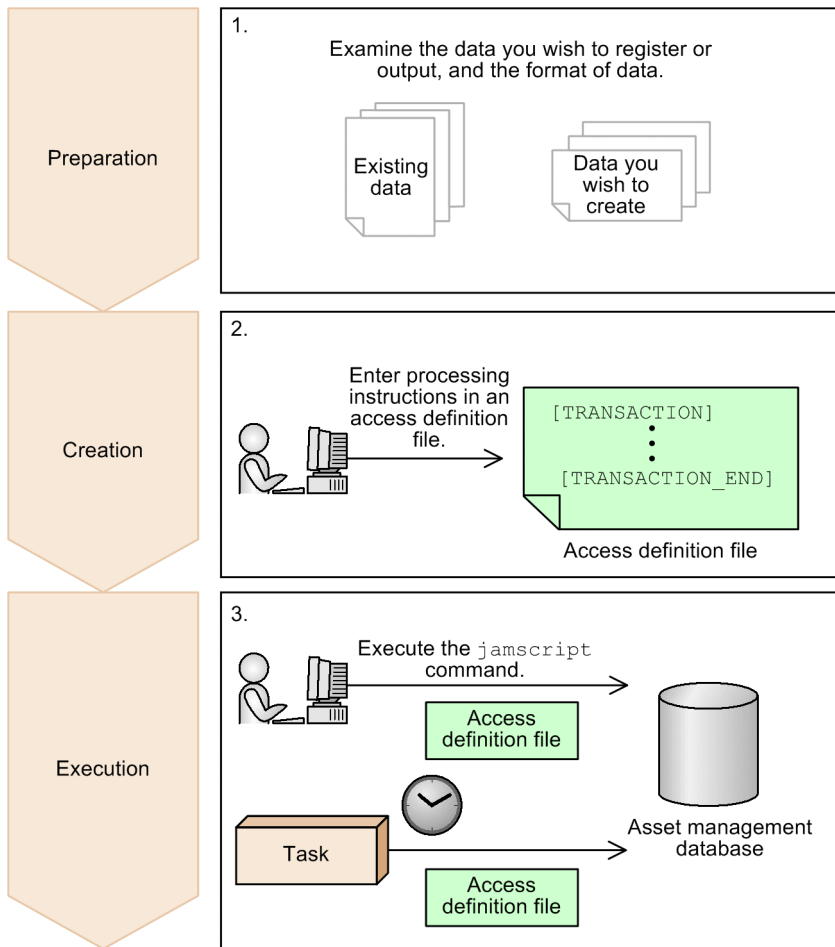 Preparation
1.
Examine the data you wish to register or
output, and the format of data.
Existing
data
Data you
wish to
create
Creation
2.
Enter processing
instructions in an
access definition
file.
[TRANSACTION]
[TRANSACTION_END]
Access definition file
Execution
3.
Execute the jamscript
command.
Access
definition file
Task
Access
definition file
Asset management
database